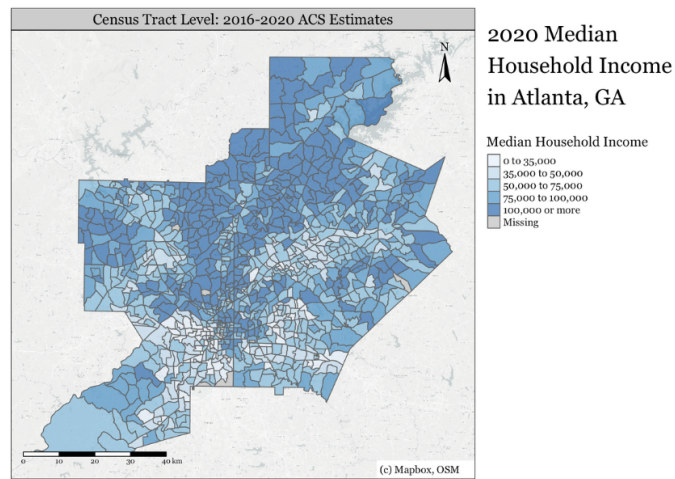 Census Tract Level: 2016-2020 ACS Estimates
N
2020 Median
Household Income
in Atlanta, GA
Median Household Income
0 to 35,000
35,000 to 50,000
50,000 to 75,000
75,000 to 100,000
100,000 or more
Missing
0 10 20 30 40 km
(c) Mapbox, OSM